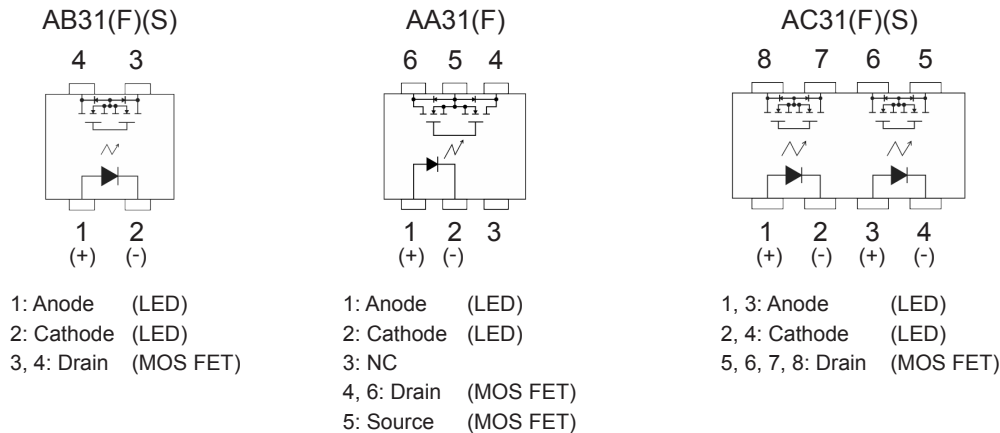 AB31(F)(S)
4 3
1 2
(+) (-)
1: Anode (LED)
2: Cathode (LED)
3, 4: Drain (MOS FET)
AA31(F)
6 5 4
1 2 3
(+) (-)
1: Anode (LED)
2: Cathode (LED)
3: NC
4, 6: Drain (MOS FET)
5: Source (MOS FET)
AC31(F)(S)
8 7 6 5
1 2 3 4
(+) (-) (+) (-)
1, 3: Anode (LED)
2, 4: Cathode (LED)
5, 6, 7, 8: Drain (MOS FET)